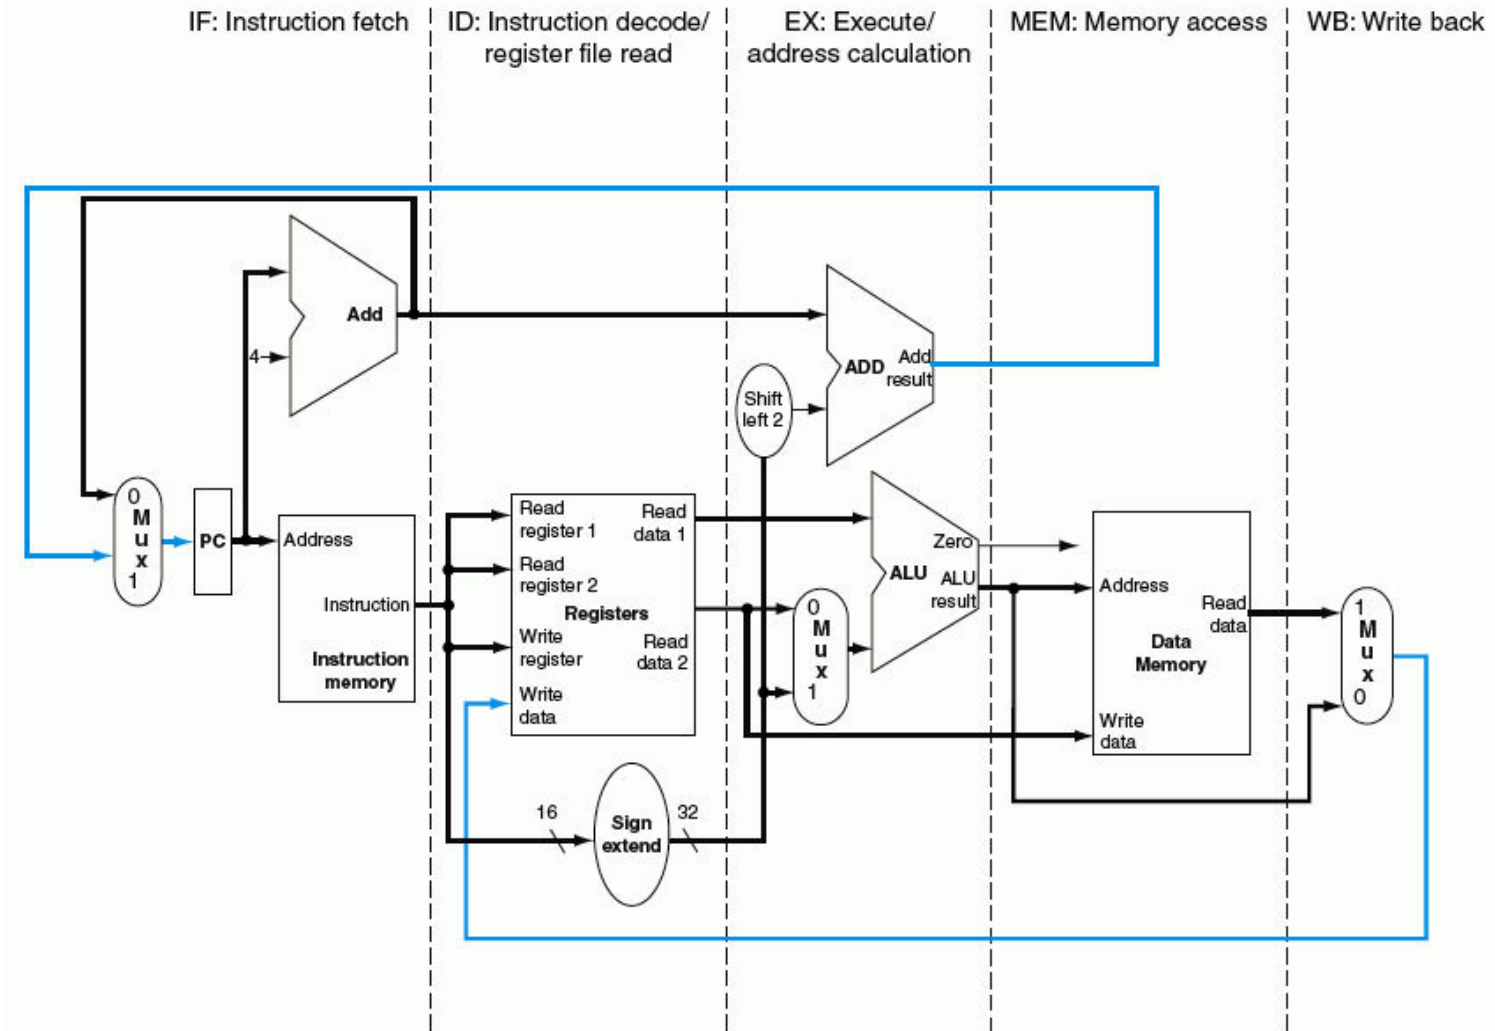 IF: Instruction fetch
ID: Instruction decode/
register file read
EX: Execute/
address calculation
MEM: Memory access
WB: Write back
Add
4
ADD
Add
result
Shift
left 2
0
M
u
x
1
PC
Address
Instruction
Instruction
memory
Read
register 1
Read
register 2
Registers
Write
register
Write
data
Read
data 1
Read
data 2
16
Sign
extend
32
0
M
u
x
1
Zero
ALU
ALU
result
Address
Read
data
Data
Memory
Write
data
1
M
u
x
0